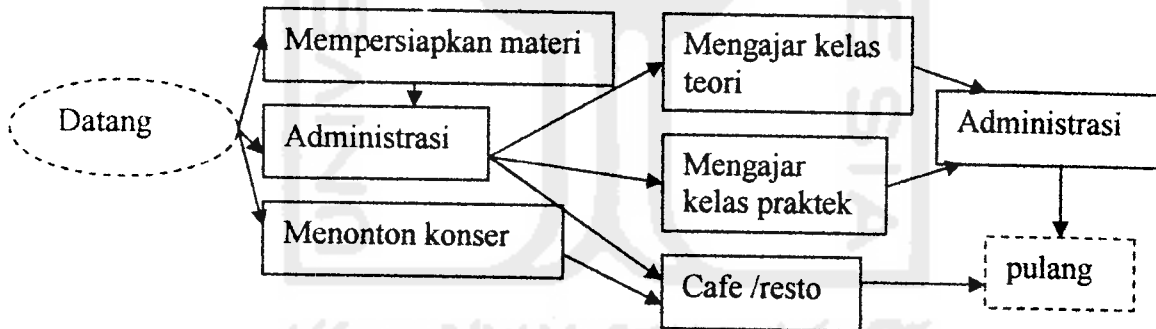 Mempersiapkan materi
Mengajar kelas
teori
Datang
Administrasi
Administrasi
Mengajar
kelas praktek
Menonton konser
Cafe /resto
pulang